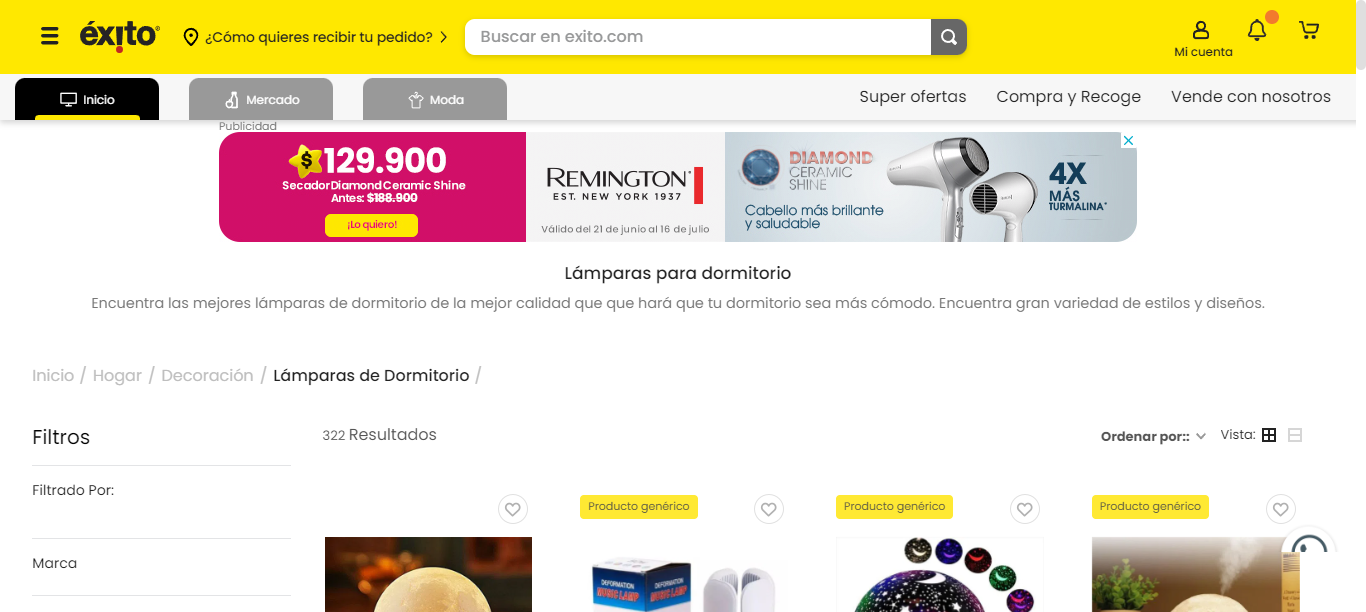 éxito
¿Cómo quieres recibir tu pedido?
Buscar en exito.com
Mi cuenta
Inicio
Mercado
Moda
Super ofertas
Compra y Recoge
Vende con nosotros
Publicidad
$129.900
Secador Diamond Ceramic Shine
Antes: $188.900
¡Lo quiero!
REMINGTON
EST. NEW YORK 1937
Válido del 21 de junio al 16 de julio
DIAMOND
CERAMIC
SHINE
Cabello más brillante
y saludable
4X
MÁS
TURMALINA*
Lámparas para dormitorio
Encuentra las mejores lámparas de dormitorio de la mejor calidad que que hará que tu dormitorio sea más cómodo. Encuentra gran variedad de estilos y diseños.
Inicio / Hogar / Decoración / Lámparas de Dormitorio /
Filtros
322 Resultados
Ordenar por::
Vista:
Filtrado Por:
Marca
Producto genérico
Producto genérico
Producto genérico
DEFORMATION
MUSIC LAMP
DEFORMATION
MUSIC LAMP